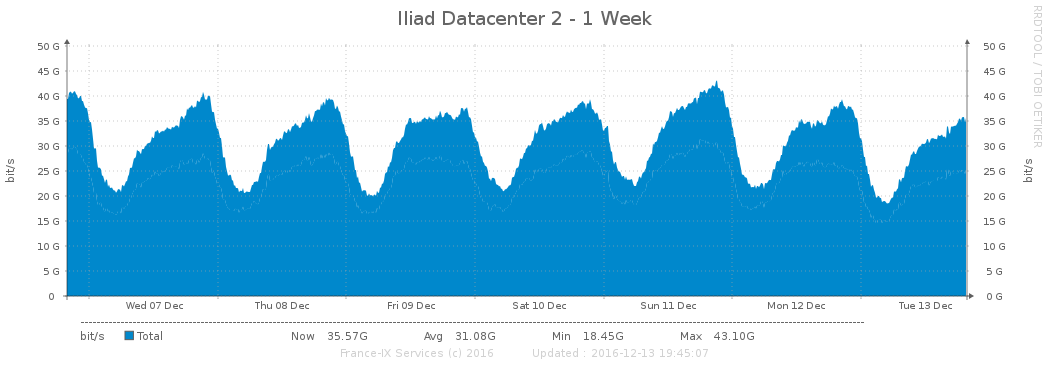 Iliad Datacenter 2 - 1 Week
RRDTOOL / TOBI OETIKER
50 G 50 G
45 G 45 G
40 G 40 G
35 G 35 G
30 G 30 G
25 G 25 G
20 G 20 G
15 G 15 G
10 G 10 G
5 G 5 G
0 0 G
bit/s bit/s
Wed 07 Dec Thu 08 Dec Fri 09 Dec Sat 10 Dec Sun 11 Dec Mon 12 Dec Tue 13 Dec
bit/s Total Now 35.57G Avg 31.08G Min 18.45G Max 43.10G
France-IX Services (c) 2016 Updated : 2016-12-13 19:45:07